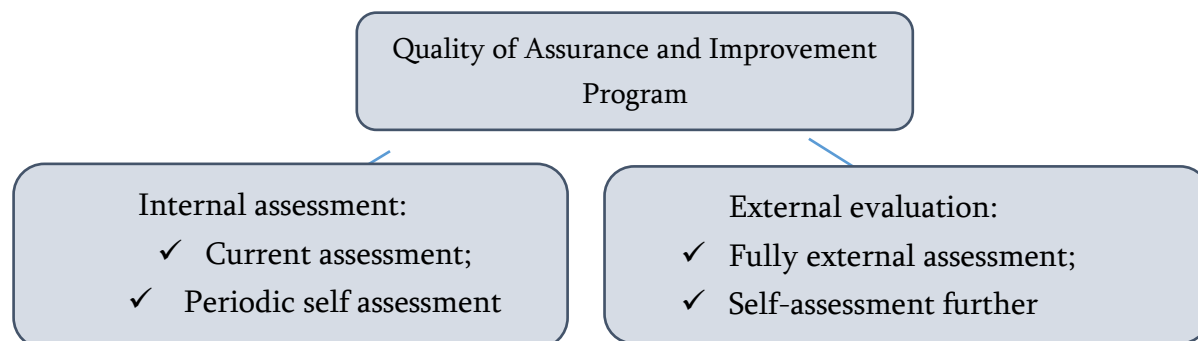 Quality of Assurance and Improvement
Program
Internal assessment:
✓ Current assessment;
✓ Periodic self assessment
External evaluation:
✓ Fully external assessment;
✓ Self-assessment further